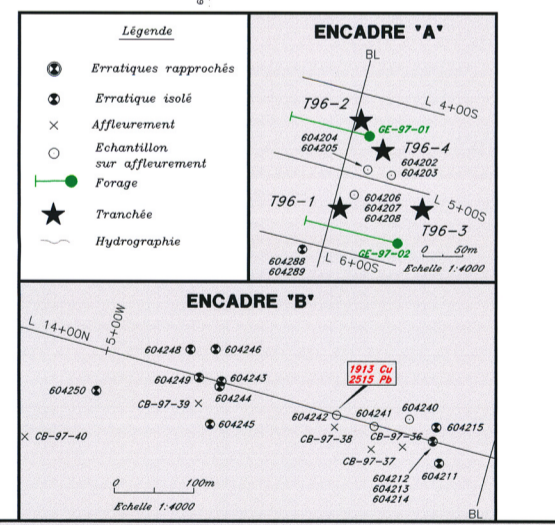 Légende
Erratiques rapprochés
Erratique isolé
Affleurement
Echantillon
sur affleurement
Forage
Tranchée
Hydrographie
ENCADRE "A"
BL
L 4+00S
T96-2
GE-97-01
604204
604205
T96-4
604202
604203
L 5+00S
T96-1
604206
604207
604208
T96-3
GE-97-02
0 50m
L 6+00S
Echelle 1:4000
604288
604289
ENCADRE "B"
L 14+00N
5+00W
604248
604246
604249
604243
604244
604250
CB-97-39
604245
CB-97-40
1913 Cu
2515 Pb
604242
604241
604240
604215
CB-97-38
CB-97-36
CB-97-37
604211
604212
604213
604214
0 100m
Echelle 1:4000
BL